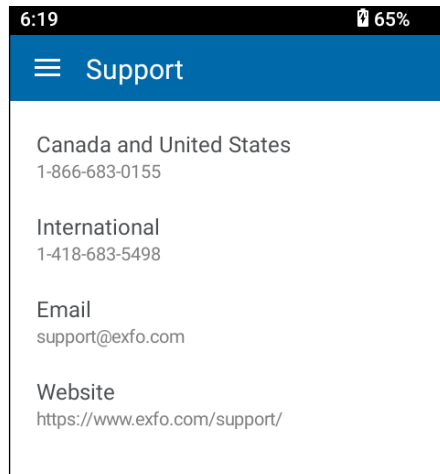 6:19 65%
Support
Canada and United States
1-866-683-0155
International
1-418-683-5498
Email
support@exfo.com
Website
https://www.exfo.com/support/